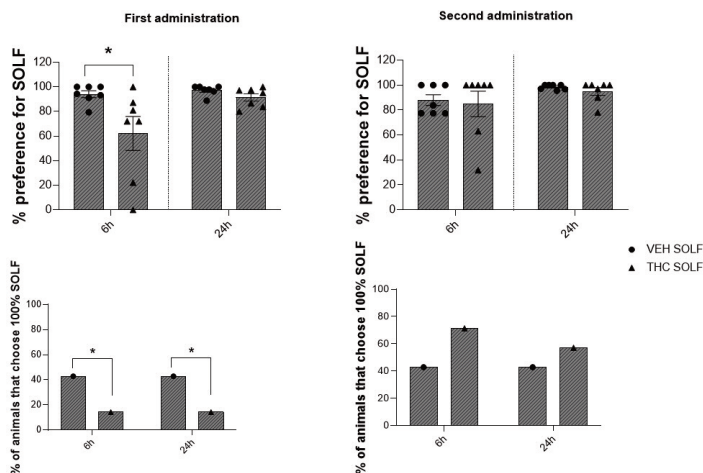 First administration
Second administration
% preference for SOLF
120
100
80
60
40
20
0
*
6h
24h
% preference for SOLF
120
100
80
60
40
20
0
6h
24h
VEH SOLF
THC SOLF
% of animals that choose 100% SOLF
100
80
60
40
20
0
*
*
6h
24h
% of animals that choose 100% SOLF
100
80
60
40
20
0
6h
24h